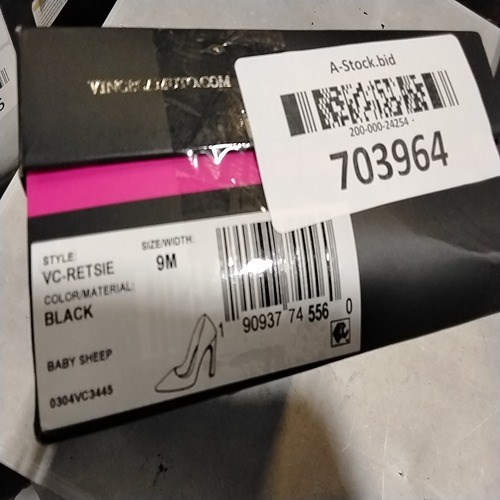 A-Stock.bid
200-000-24254 -
703964
VINCECAMUTO.COM
STYLE:
VC-RETSIE
SIZE/WIDTH:
9M
COLOR/MATERIAL:
BLACK
BABY SHEEP
0304VC3445
1 90937 74 556 0